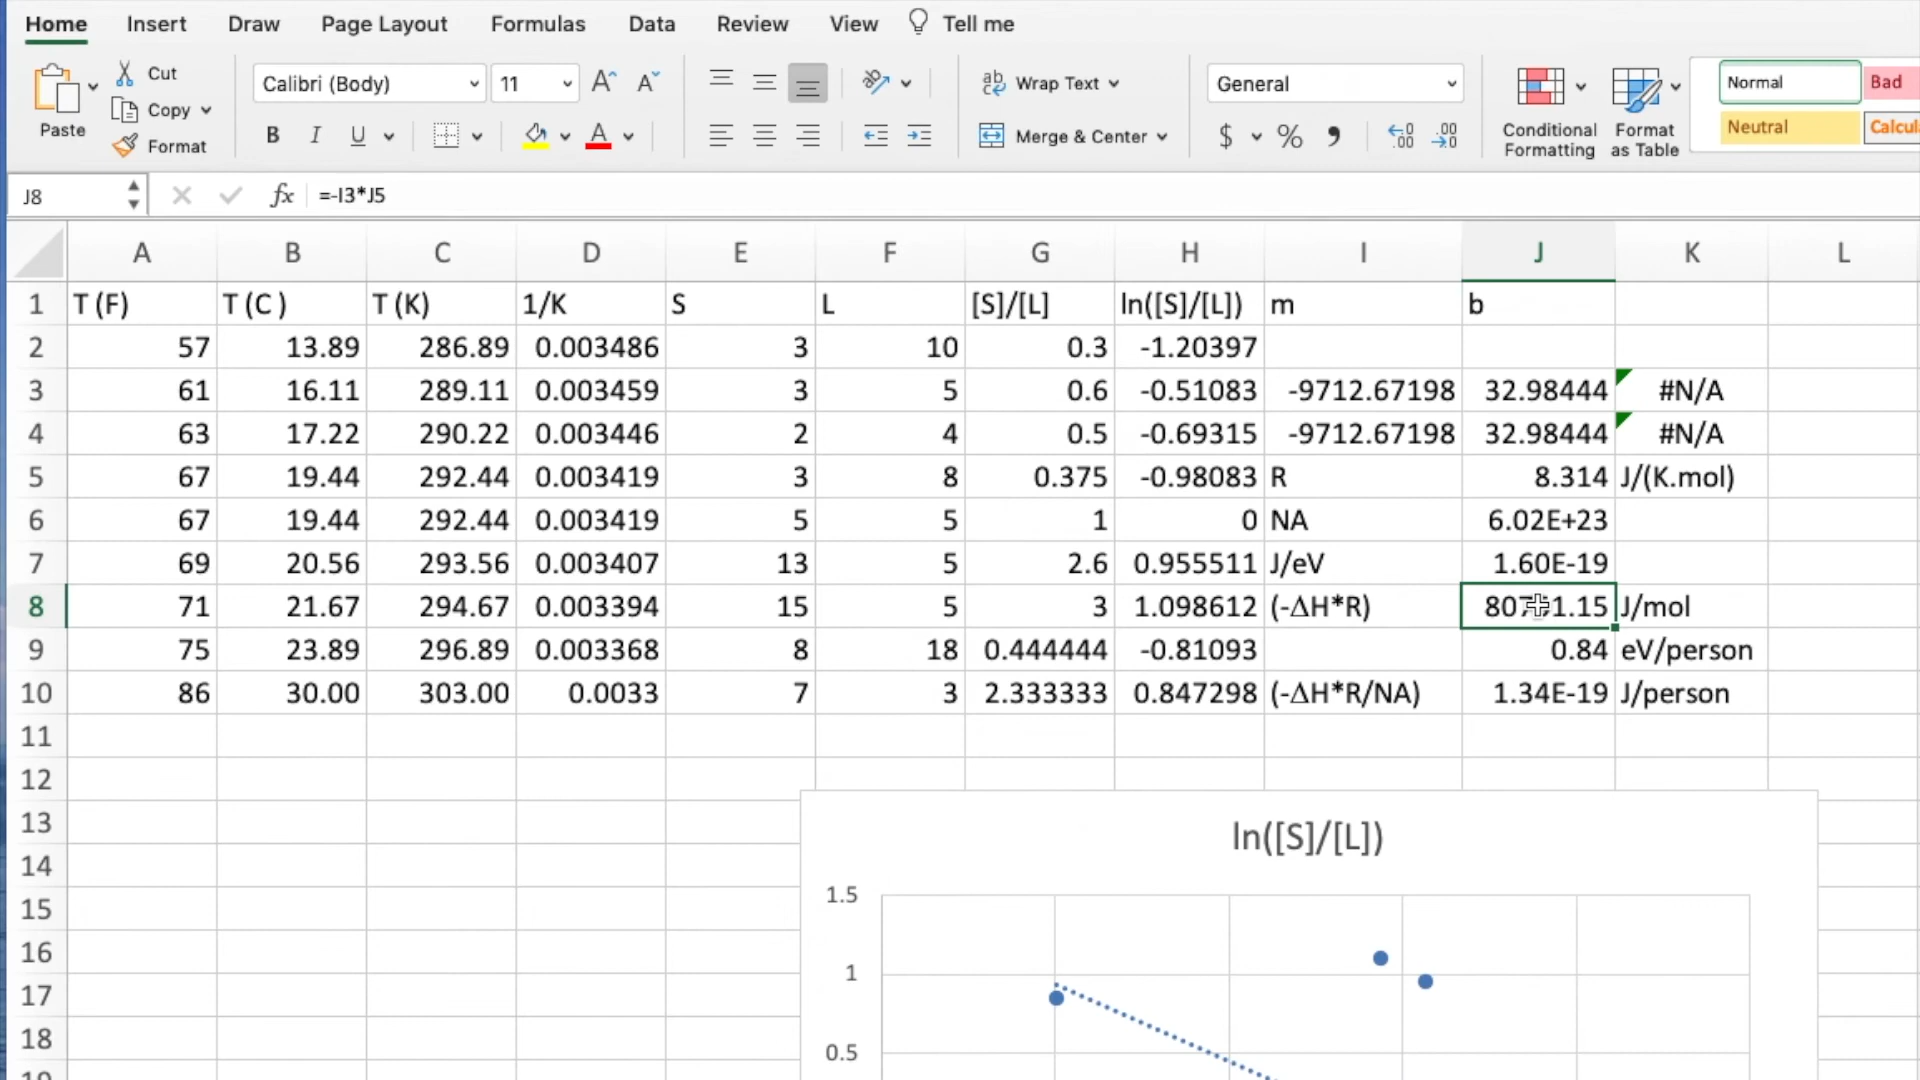 Home Insert Draw Page Layout Formulas Data Review View Tell me
Paste
Cut
Copy
Format
Calibri (Body) 11 A A
B I U A
ab Wrap Text
Merge & Center
General
$ % , .00 .00
Conditional Formatting
Format as Table
Normal Bad
Neutral
J8 fx =-I3*J5
A B C D E F G H I J K L
1 T (F) T (C ) T (K) 1/K S L [S]/[L] ln([S]/[L]) m b
2 57 13.89 286.89 0.003486 3 10 0.3 -1.20397
3 61 16.11 289.11 0.003459 3 5 0.6 -0.51083 -9712.67198 32.98444 #N/A
4 63 17.22 290.22 0.003446 2 4 0.5 -0.69315 -9712.67198 32.98444 #N/A
5 67 19.44 292.44 0.003419 3 8 0.375 -0.98083 R 8.314 J/(K.mol)
6 67 19.44 292.44 0.003419 5 5 1 0 NA 6.02E+23
7 69 20.56 293.56 0.003407 13 5 2.6 0.955511 J/eV 1.60E-19
8 71 21.67 294.67 0.003394 15 5 3 1.098612 (-ΔH*R) J/mol
9 75 23.89 296.89 0.003368 8 18 0.444444 -0.81093 0.84 eV/person
10 86 30.00 303.00 0.0033 7 3 2.333333 0.847298 (-ΔH*R/NA) 1.34E-19 J/person
11
12
13
14
15
16
17
18
ln([S]/[L])
1.5
1
0.5